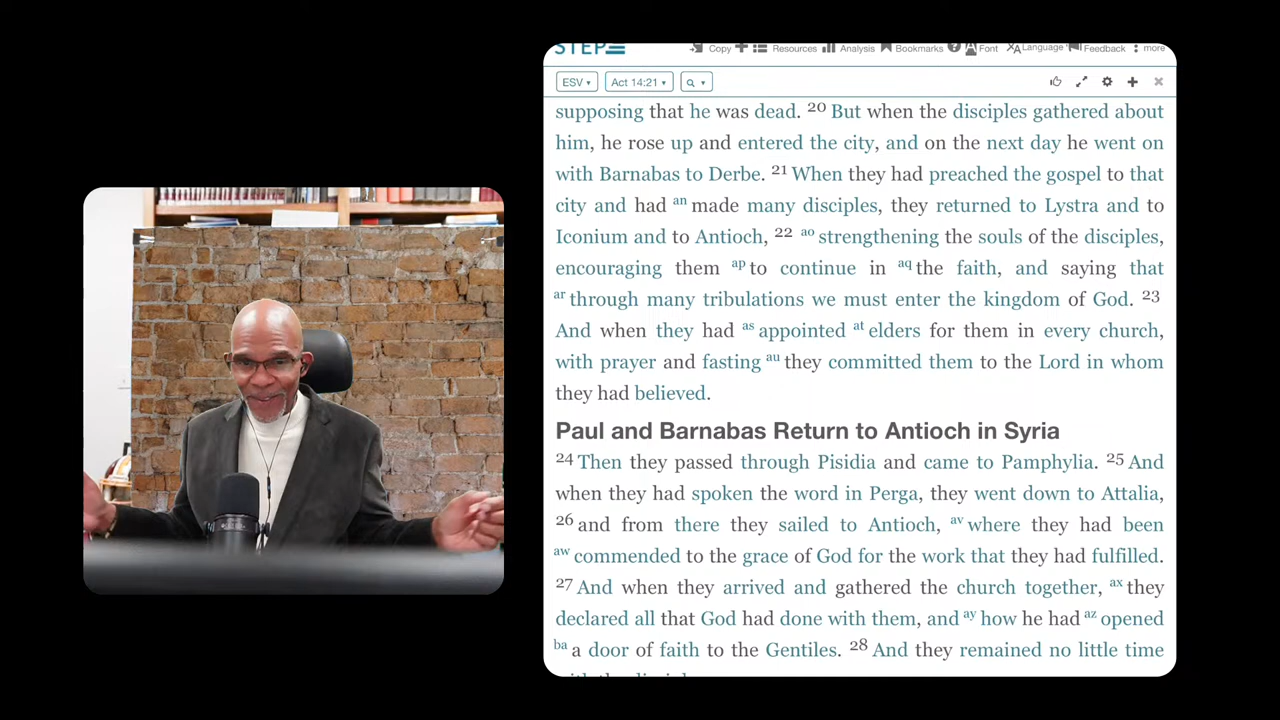 STEP Copy Resources Analysis Bookmarks Font Language Feedback more
ESV Act 14:21
supposing that he was dead. 20 But when the disciples gathered about
him, he rose up and entered the city, and on the next day he went on
with Barnabas to Derbe. 21 When they had preached the gospel to that
city and had an made many disciples, they returned to Lystra and to
Iconium and to Antioch, 22 ao strengthening the souls of the disciples,
encouraging them ap to continue in aq the faith, and saying that
ar through many tribulations we must enter the kingdom of God. 23
And when they had as appointed at elders for them in every church,
with prayer and fasting au they committed them to the Lord in whom
they had believed.
Paul and Barnabas Return to Antioch in Syria
24 Then they passed through Pisidia and came to Pamphylia. 25 And
when they had spoken the word in Perga, they went down to Attalia,
26 and from there they sailed to Antioch, av where they had been
aw commended to the grace of God for the work that they had fulfilled.
27 And when they arrived and gathered the church together, ax they
declared all that God had done with them, and ay how he had az opened
ba a door of faith to the Gentiles. 28 And they remained no little time